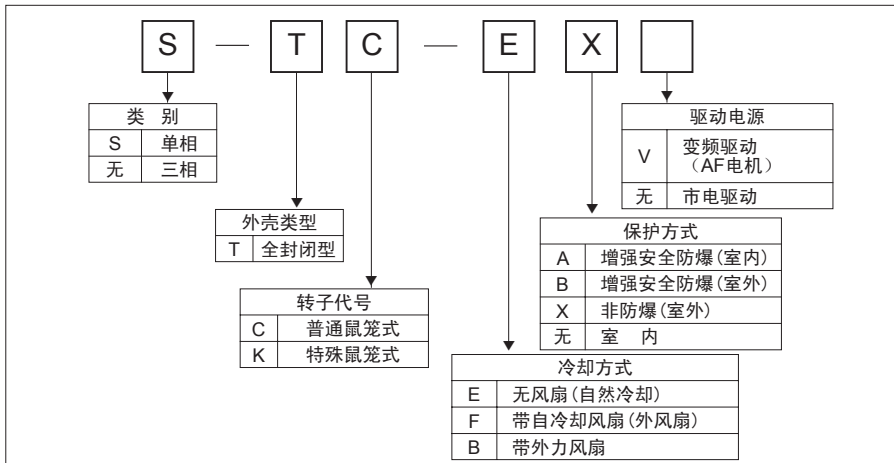 S — T C — E X
类 别
S 单相
无 三相
驱动电源
V 变频驱动
（AF电机）
无 市电驱动
外壳类型
T 全封闭型
保护方式
A 增强安全防爆(室内)
B 增强安全防爆(室外)
X 非防爆(室外)
无 室 内
转子代号
C 普通鼠笼式
K 特殊鼠笼式
冷却方式
E 无风扇(自然冷却)
F 带自冷却风扇(外风扇)
B 带外力风扇